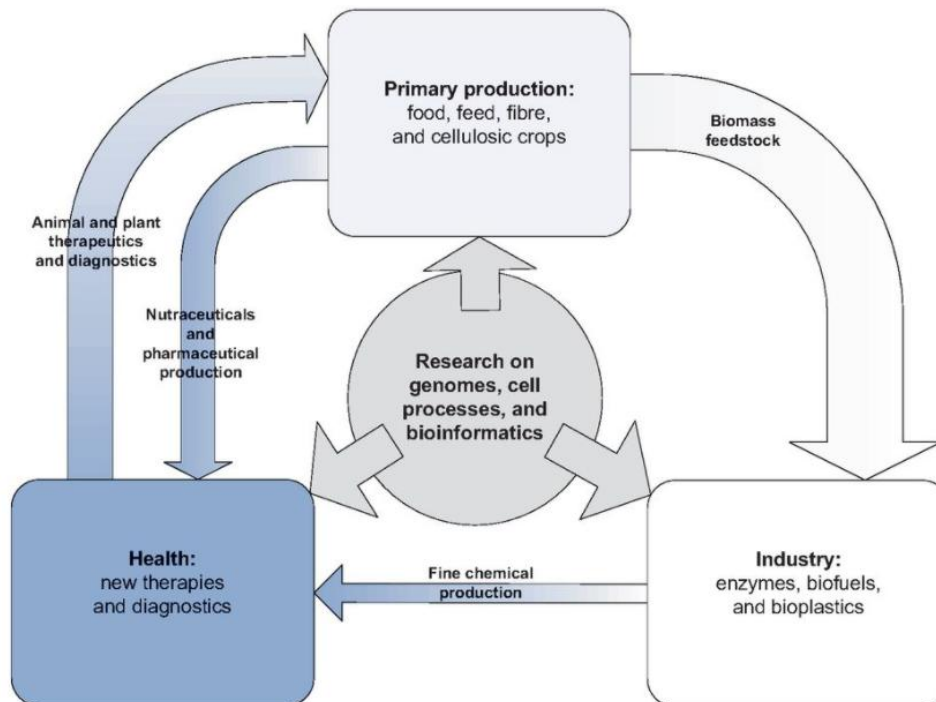 Primary production:
food, feed, fibre,
and cellosic crops
Biomass
feedstock
Animal and plant
therapeutics
and diagnostics
Nutraceuticals
and
pharmaceutical
production
Research on
genomes, cell
processes, and
bioinformatics
Health:
new therapies
and diagnostics
Fine chemical
production
Industry:
enzymes, biofuels,
and bioplastics